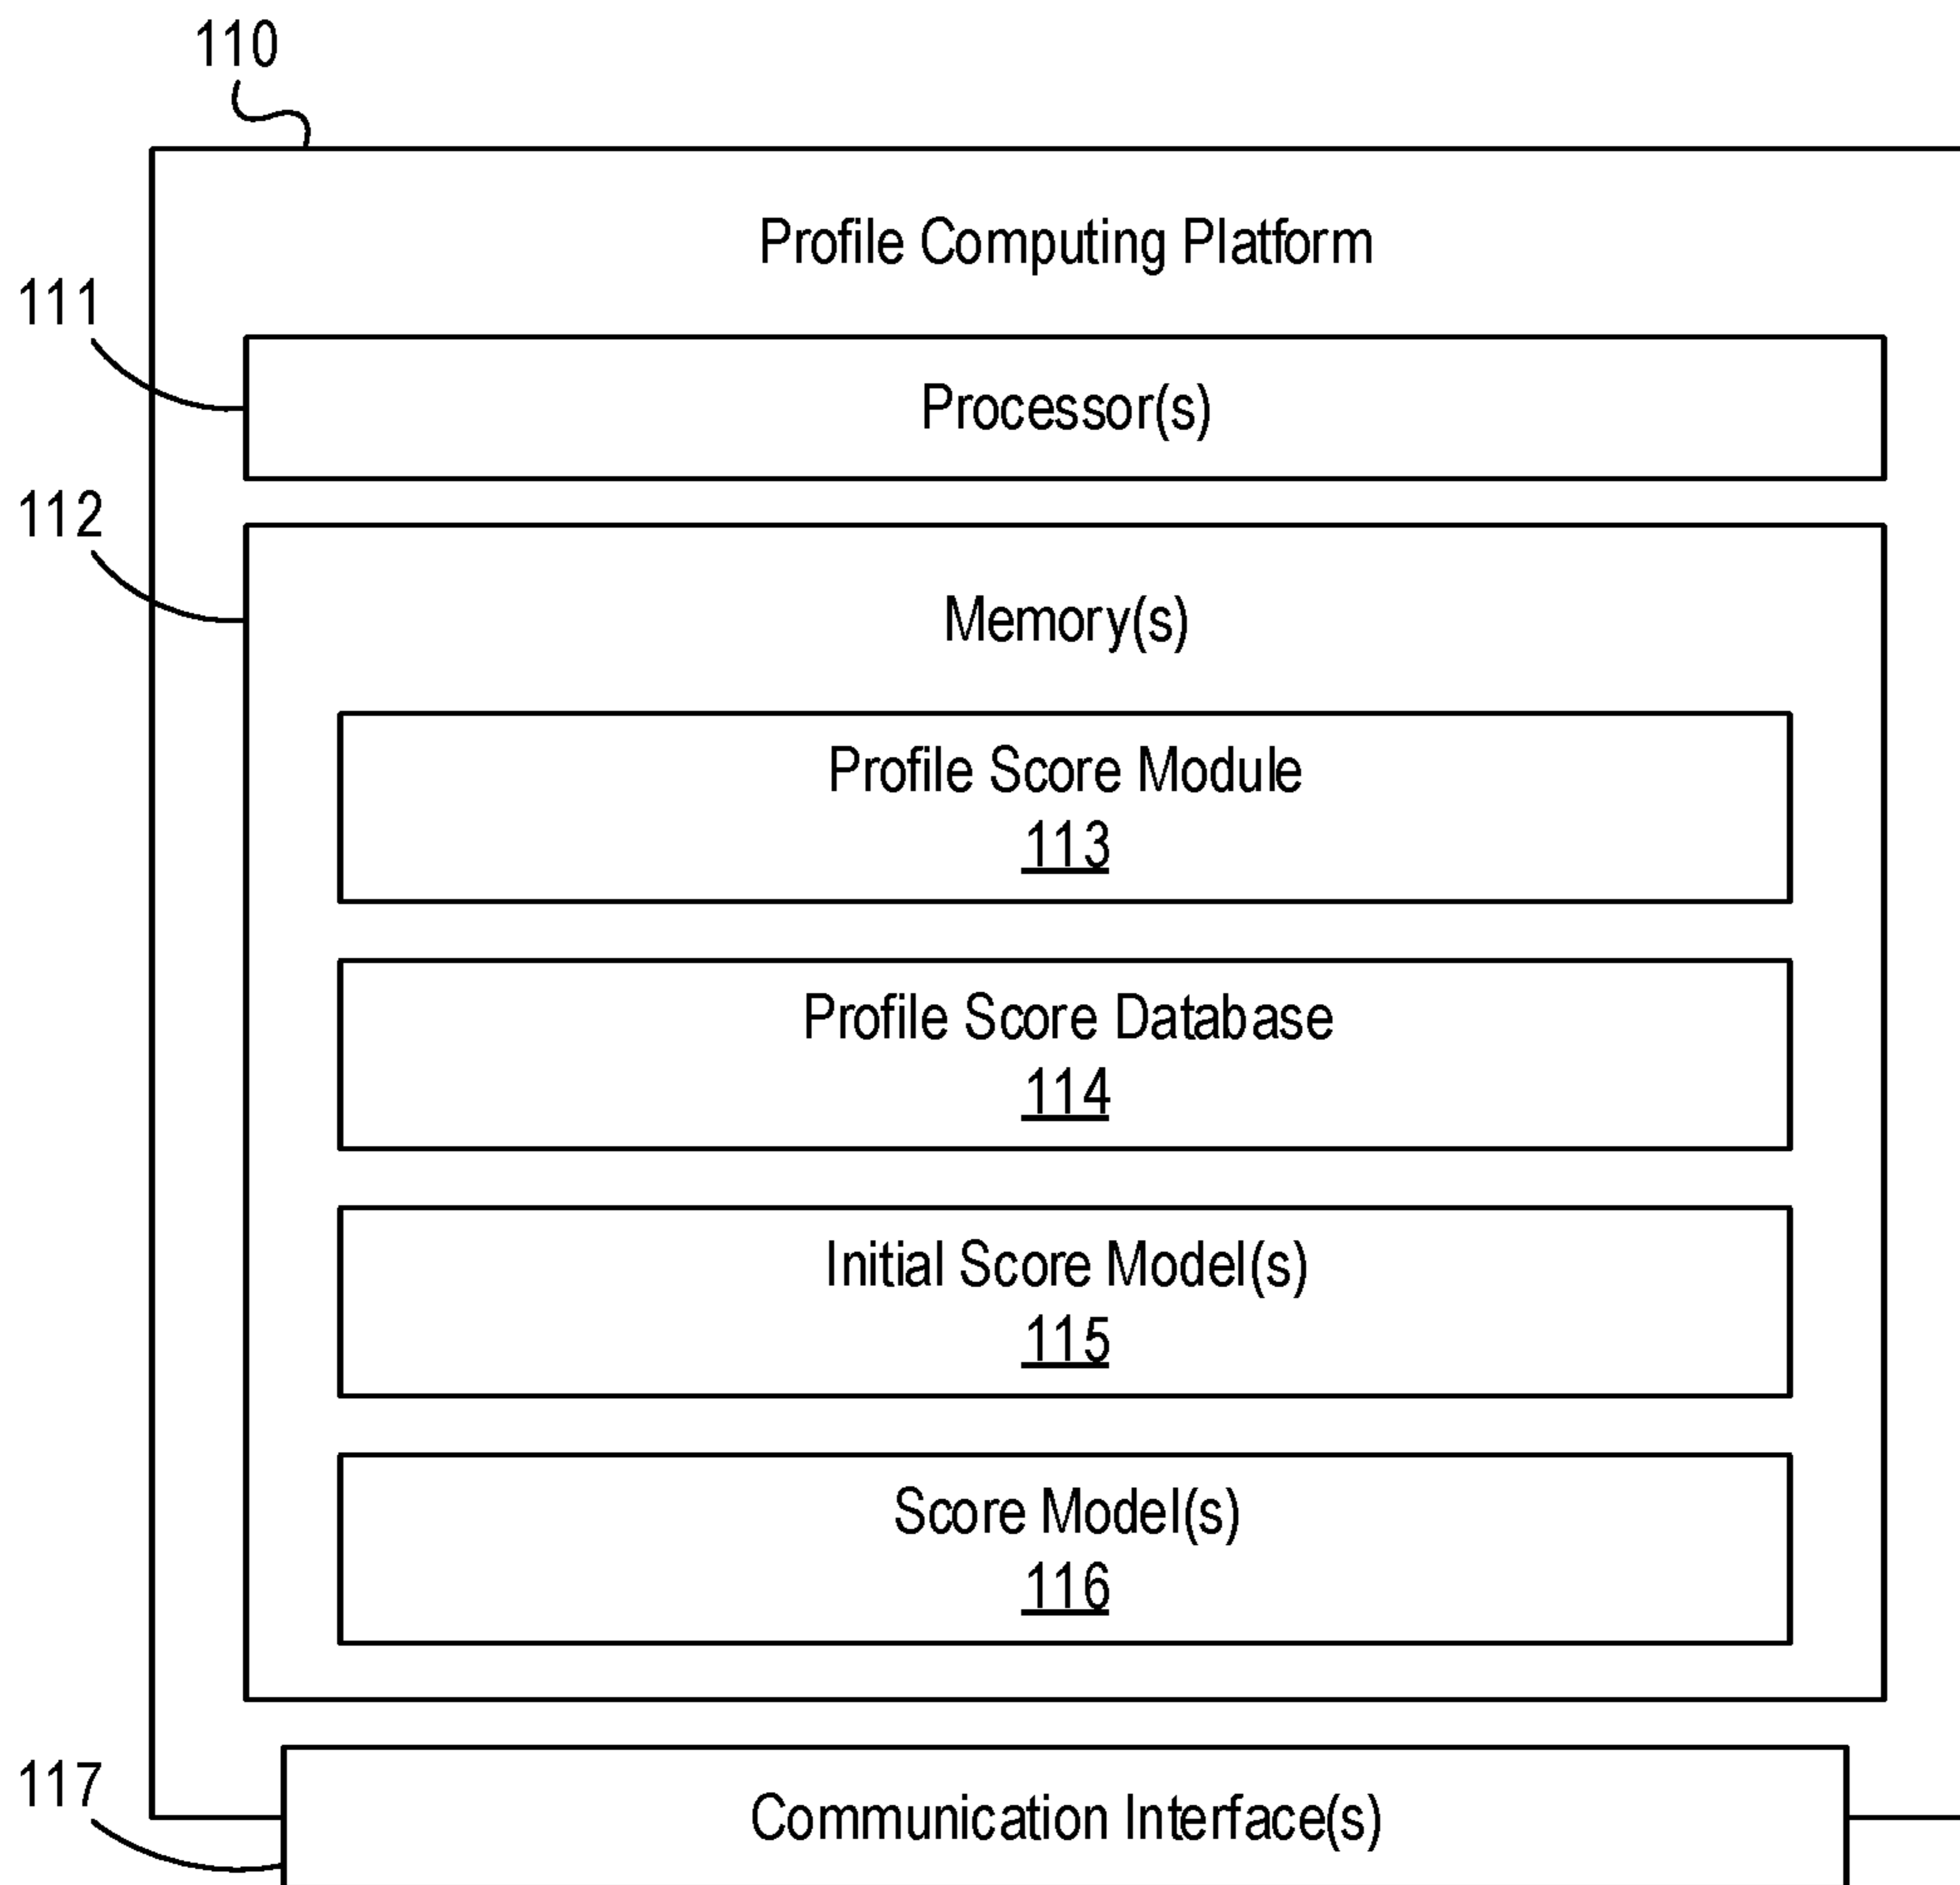 110
Profile Computing Platform
111
Processor(s)
112
Memory(s)
Profile Score Module
113
Profile Score Database
114
Initial Score Model(s)
115
Score Model(s)
116
117
Communication Interface(s)